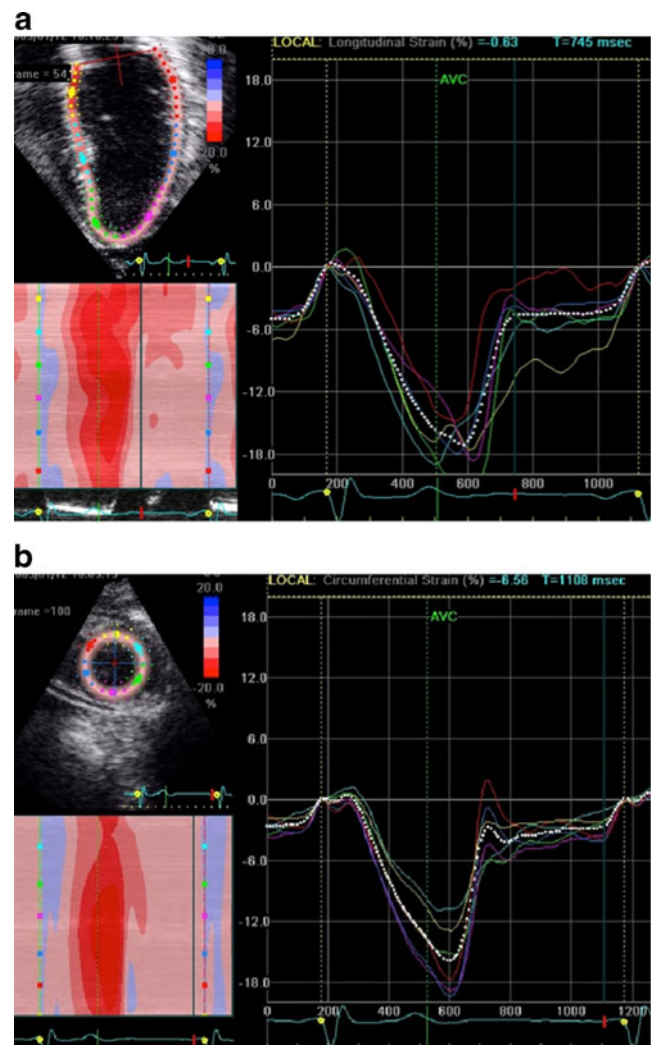 a
LOCAL: Longitudinal Strain (%) =-0.63 T=745 msec
rame = 54
20.0
%
AVC
18.0
12.0
6.0
0.0
-6.0
-12.0
-18.0
0 200 400 600 800 1000
b
LOCAL: Circumferential Strain (%) =-6.56 T=1108 msec
rame =100
20.0
-20.0
%
AVC
18.0
12.0
6.0
0.0
-6.0
-12.0
-18.0
0 200 400 600 800 1000 1200